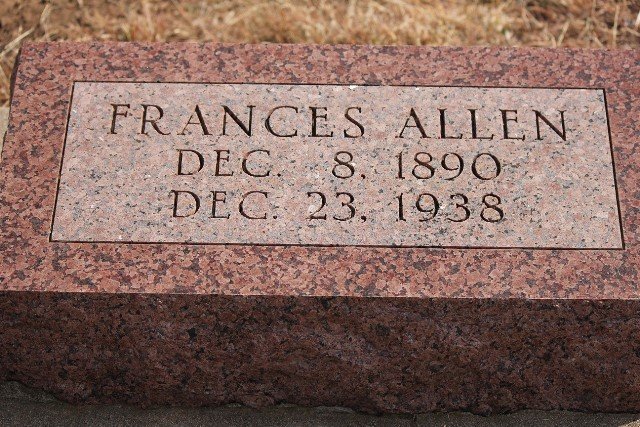 FRANCES ALLEN
DEC. 8, 1890
DEC. 23, 1938